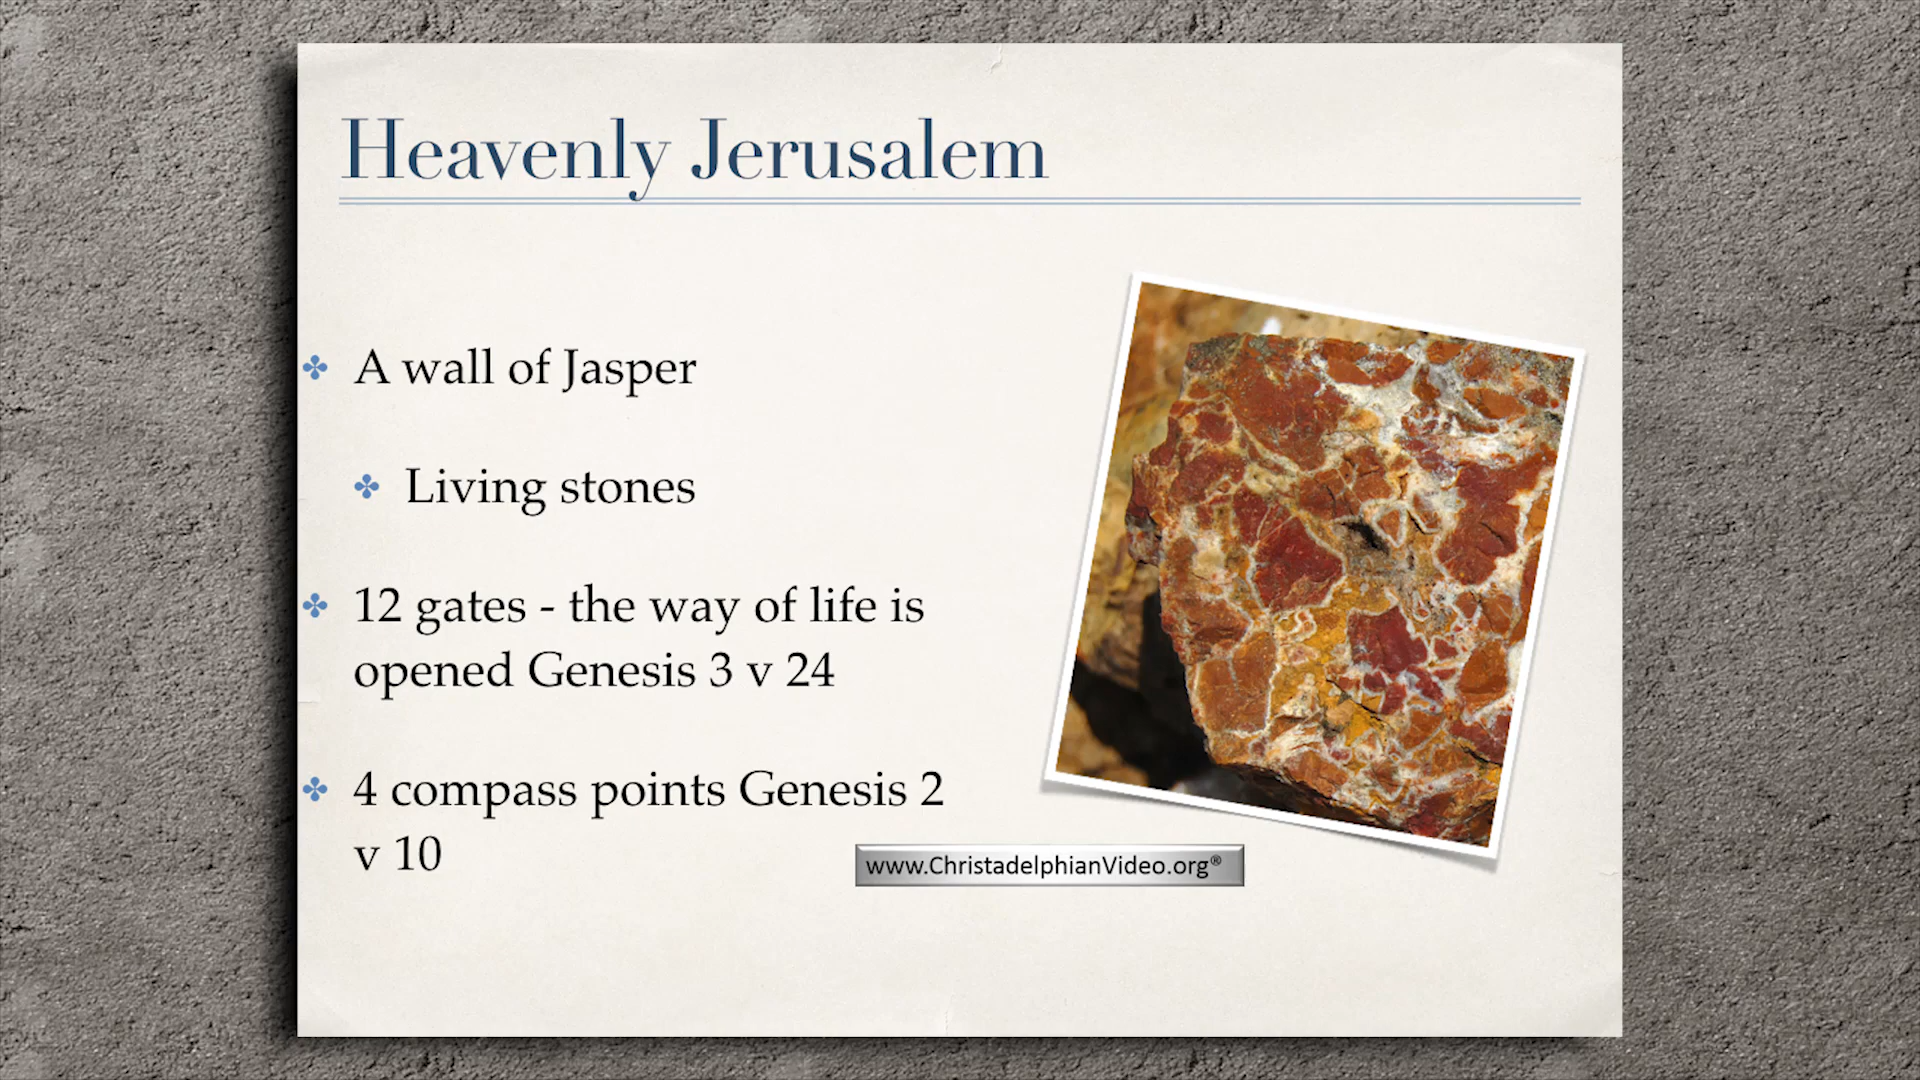 Heavenly Jerusalem
A wall of Jasper
Living stones
12 gates - the way of life is
opened Genesis 3 v 24
4 compass points Genesis 2
v 10
www.ChristadelphianVideo.org®